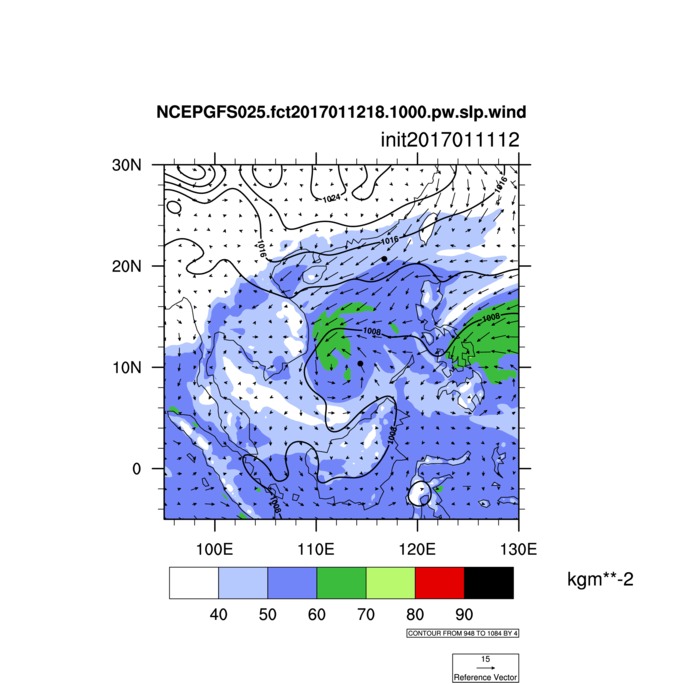 NCEPGFS025.fct2017011218.1000.pw.slp.wind
init2017011112
30N
1016
1024
1016
1016
20N
1008
1008
10N
1008
0
1008
100E
110E
120E
130E
kgm**-2
40
50
60
70
80
90
CONTOUR FROM 948 TO 1084 BY 4
15
Reference Vector